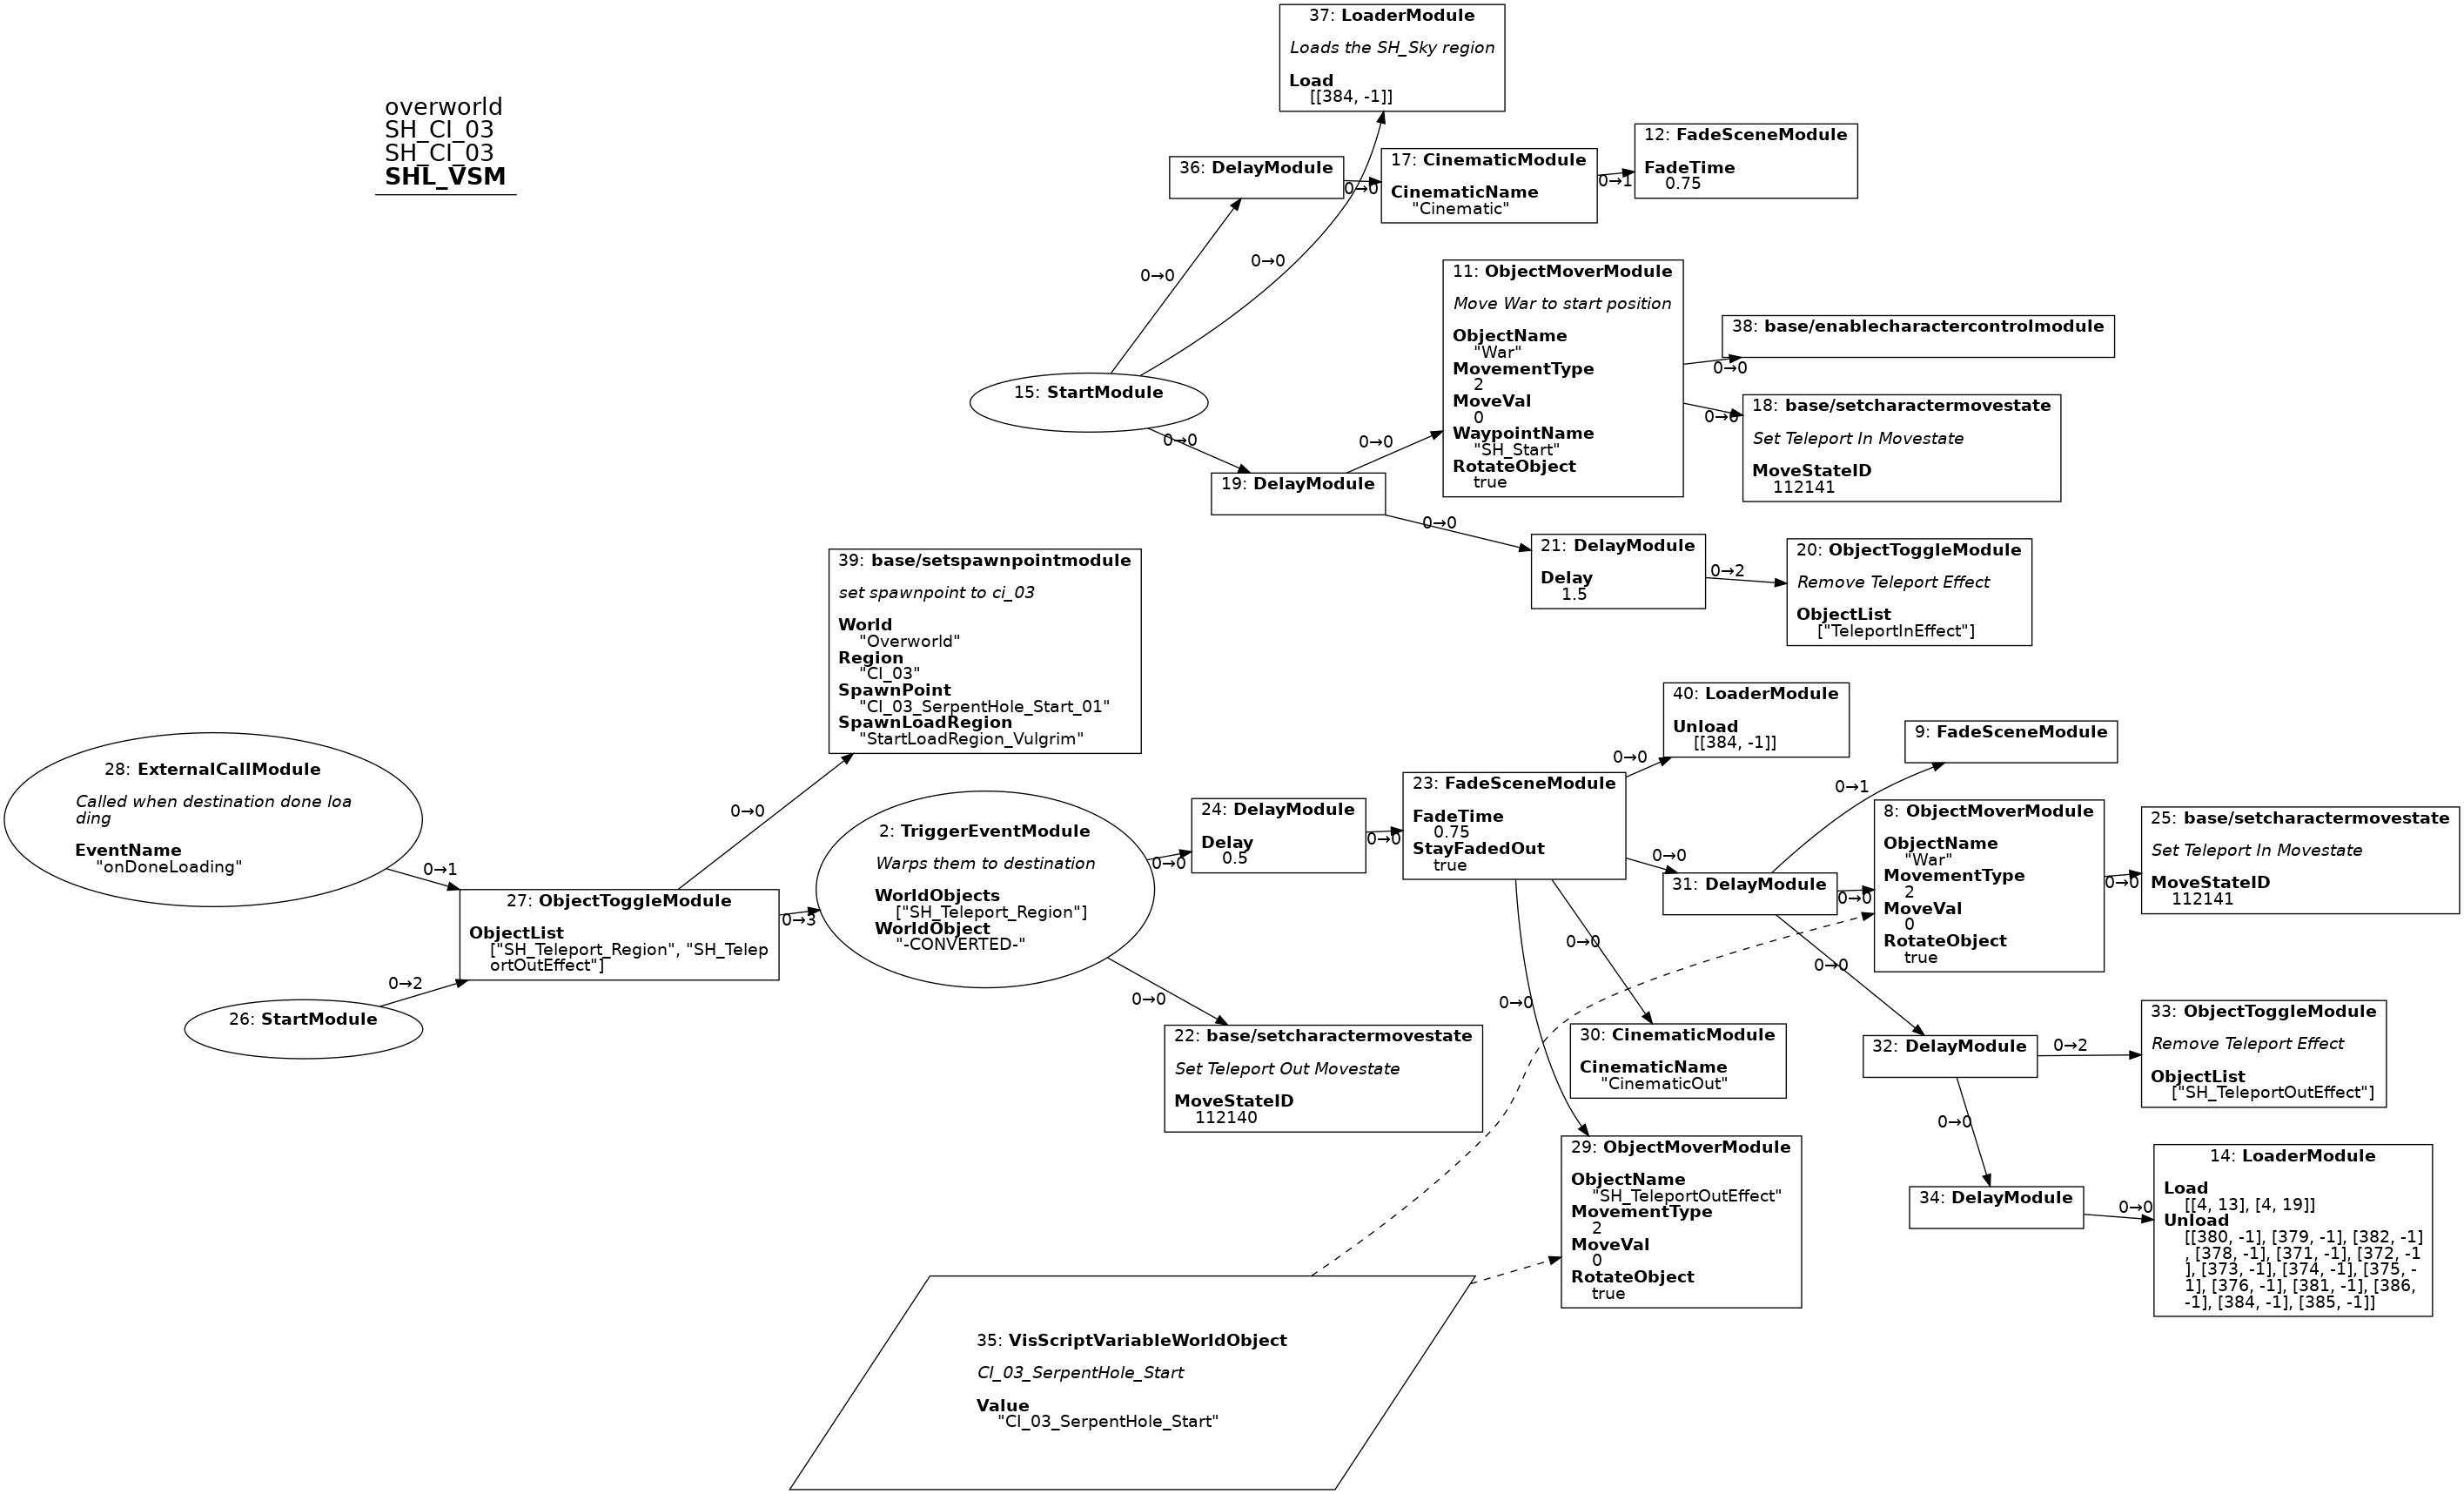 37: LoaderModule
Loads the SH_Sky region
Load
[[384, -1]]
overworld
SH_CI_03
SH_CI_03
SHL_VSM
36: DelayModule
0→0
17: CinematicModule
CinematicName
"Cinematic"
0→1
12: FadeSceneModule
FadeTime
0.75
0→0
0→0
15: StartModule
0→0
11: ObjectMoverModule
Move War to start position
ObjectName
"War"
MovementType
2
MoveVal
0
WaypointName
"SH_Start"
RotateObject
true
0→0
38: base/enablecharactercontrolmodule
0→0
18: base/setcharactermovestate
Set Teleport In Movestate
MoveStateID
112141
0→0
19: DelayModule
0→0
21: DelayModule
Delay
1.5
0→2
20: ObjectToggleModule
Remove Teleport Effect
ObjectList
["TeleportInEffect"]
39: base/setspawnpointmodule
set spawnpoint to ci_03
World
"Overworld"
Region
"CI_03"
SpawnPoint
"CI_03_SerpentHole_Start_01"
SpawnLoadRegion
"StartLoadRegion_Vulgrim"
28: ExternalCallModule
Called when destination done loa
ding
EventName
"onDoneLoading"
0→1
0→0
27: ObjectToggleModule
ObjectList
["SH_Teleport_Region", "SH_Telep
ortOutEffect"]
0→2
26: StartModule
0→3
2: TriggerEventModule
Warps them to destination
WorldObjects
["SH_Teleport_Region"]
WorldObject
"-CONVERTED-"
0→0
24: DelayModule
Delay
0.5
0→0
23: FadeSceneModule
FadeTime
0.75
StayFadedOut
true
0→0
40: LoaderModule
Unload
[[384, -1]]
0→0
31: DelayModule
0→1
9: FadeSceneModule
0→0
8: ObjectMoverModule
ObjectName
"War"
MovementType
2
MoveVal
0
RotateObject
true
0→0
25: base/setcharactermovestate
Set Teleport In Movestate
MoveStateID
112141
0→0
22: base/setcharactermovestate
Set Teleport Out Movestate
MoveStateID
112140
0→0
0→0
30: CinematicModule
CinematicName
"CinematicOut"
0→0
32: DelayModule
0→2
33: ObjectToggleModule
Remove Teleport Effect
ObjectList
["SH_TeleportOutEffect"]
29: ObjectMoverModule
ObjectName
"SH_TeleportOutEffect"
MovementType
2
MoveVal
0
RotateObject
true
0→0
34: DelayModule
0→0
14: LoaderModule
Load
[[4, 13], [4, 19]]
Unload
[[380, -1], [379, -1], [382, -1]
, [378, -1], [371, -1], [372, -1
], [373, -1], [374, -1], [375, -
1], [376, -1], [381, -1], [386,
-1], [384, -1], [385, -1]]
35: VisScriptVariableWorldObject
CI_03_SerpentHole_Start
Value
"CI_03_SerpentHole_Start"